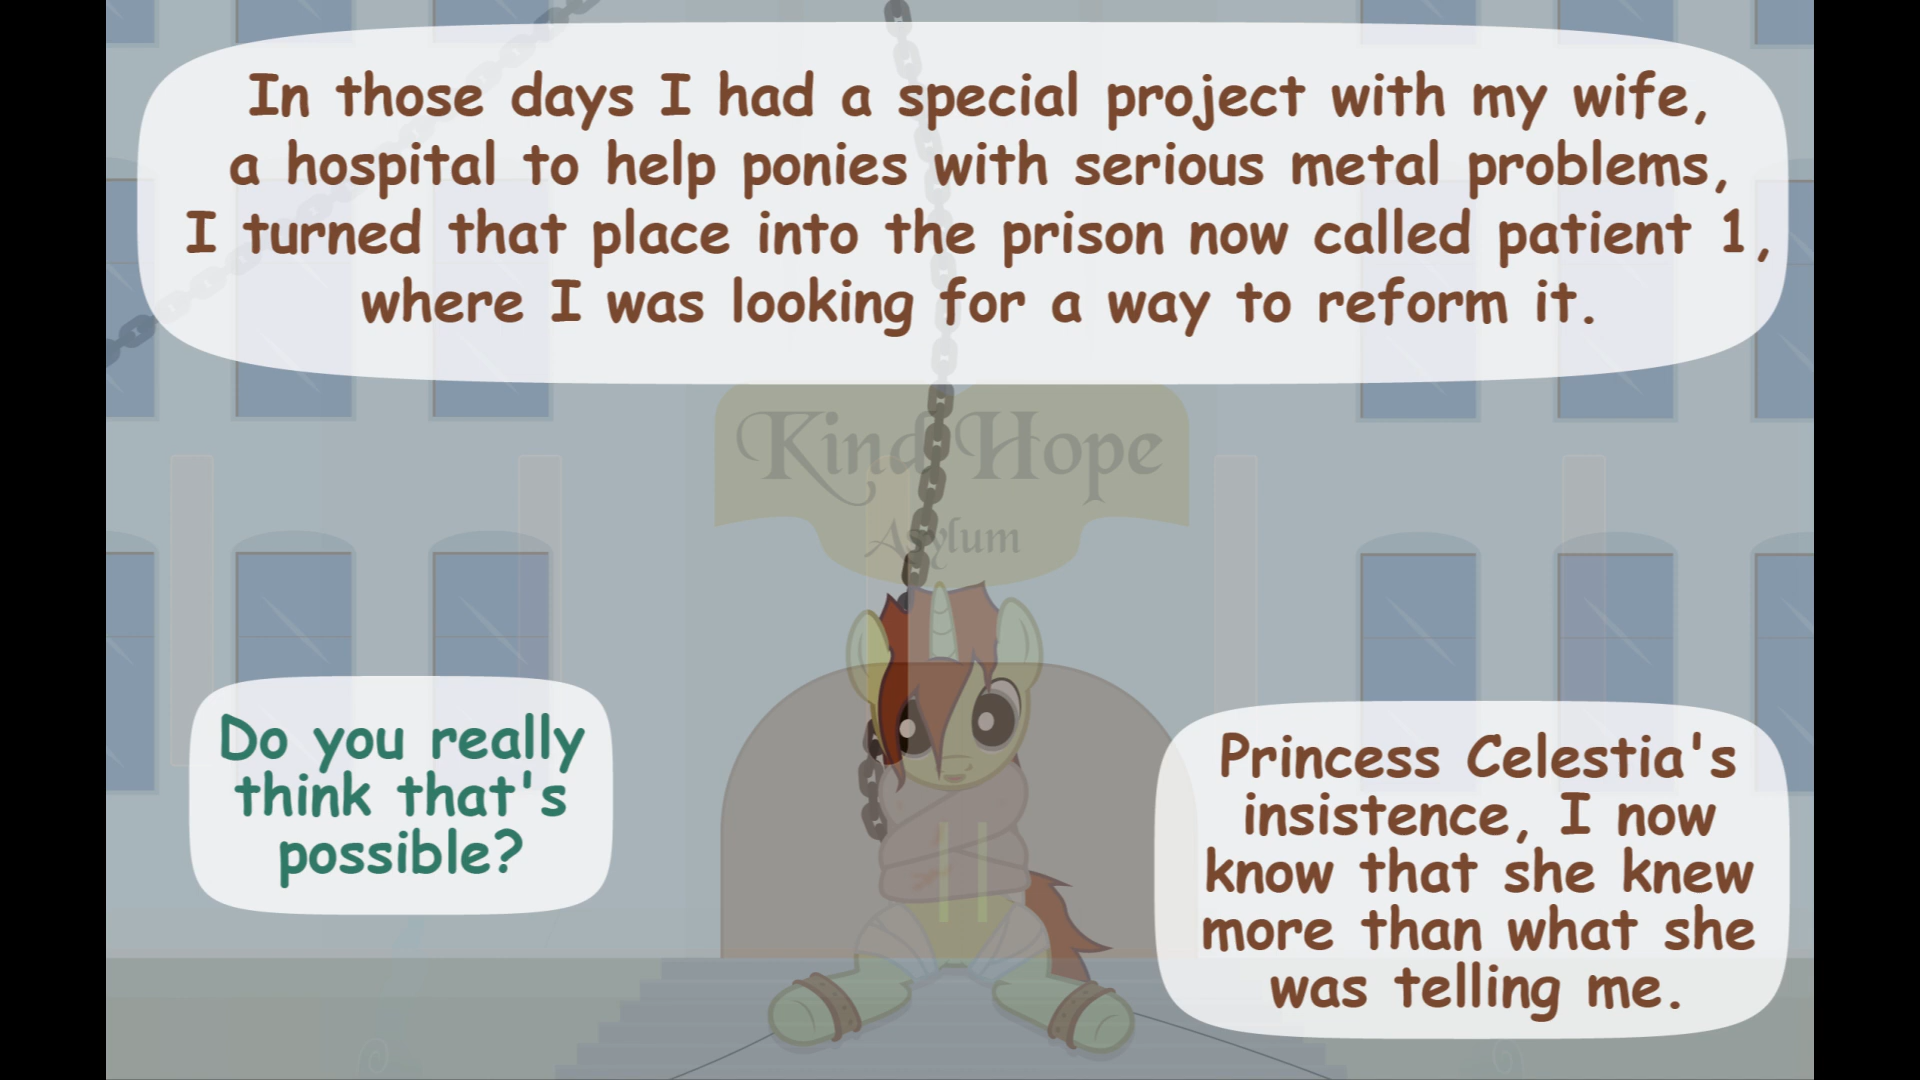 In those days I had a special project with my wife,
a hospital to help ponies with serious metal problems,
I turned that place into the prison now called patient 1,
where I was looking for a way to reform it.
Kind Hope
Asylum
Do you really
think that's
possible?
Princess Celestia's
insistence, I now
know that she knew
more than what she
was telling me.